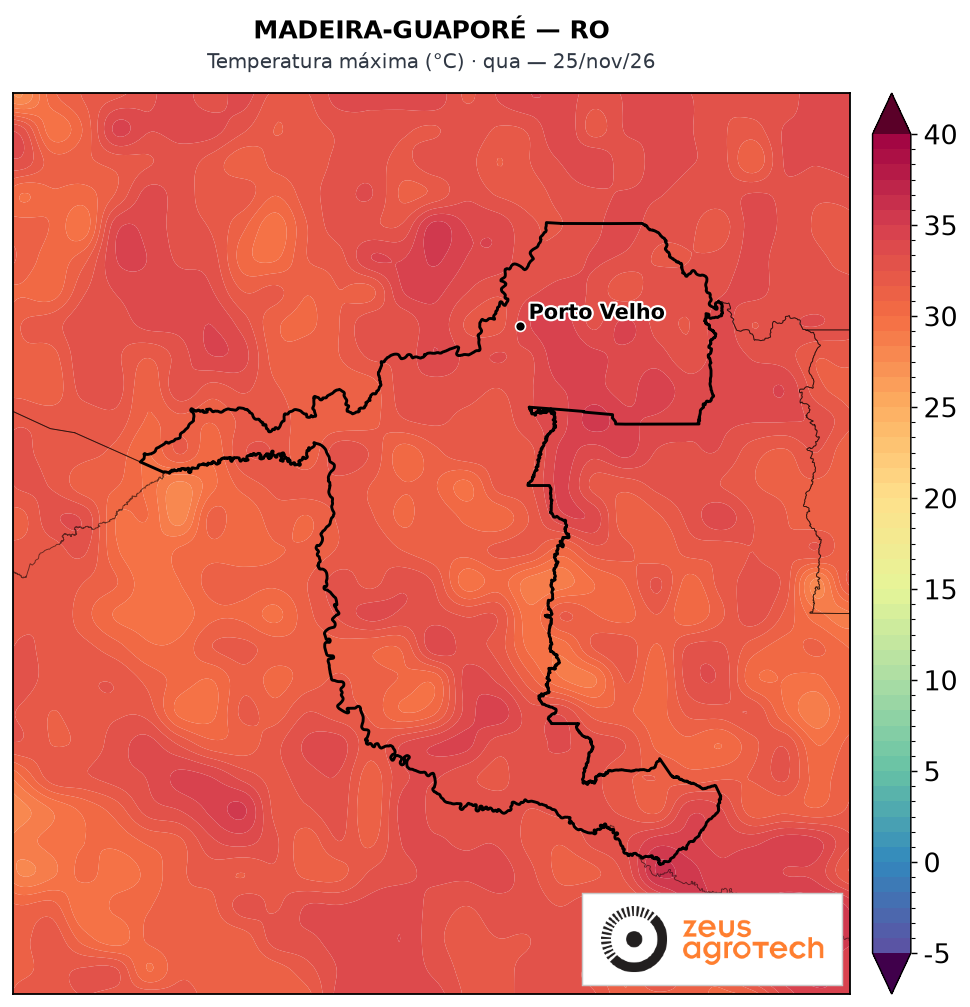 MADEIRA-GUAPORÉ — RO
Temperatura máxima (°C) · qua — 25/nov/26
Porto Velho
40
35
30
25
20
15
10
5
0
-5
zeus
agrotech